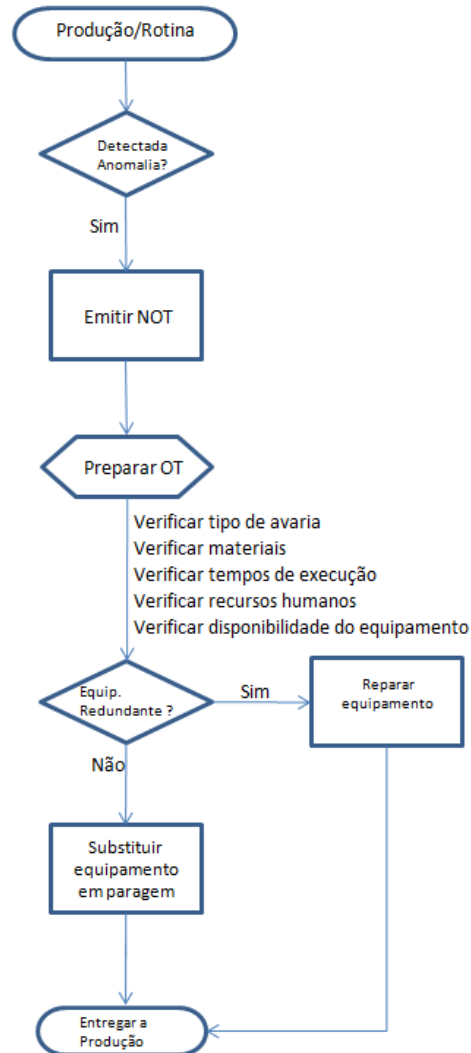 Produção/Rotina
Detectada
Anomalia?
Sim
Emitir NOT
Preparar OT
Verificar tipo de avaria
Verificar materiais
Verificar tempos de execução
Verificar recursos humanos
Verificar disponibilidade do equipamento
Equip.
Redundante ?
Sim
Reparar
equipamento
Não
Substituir
equipamento
em paragem
Entregar a
Produção